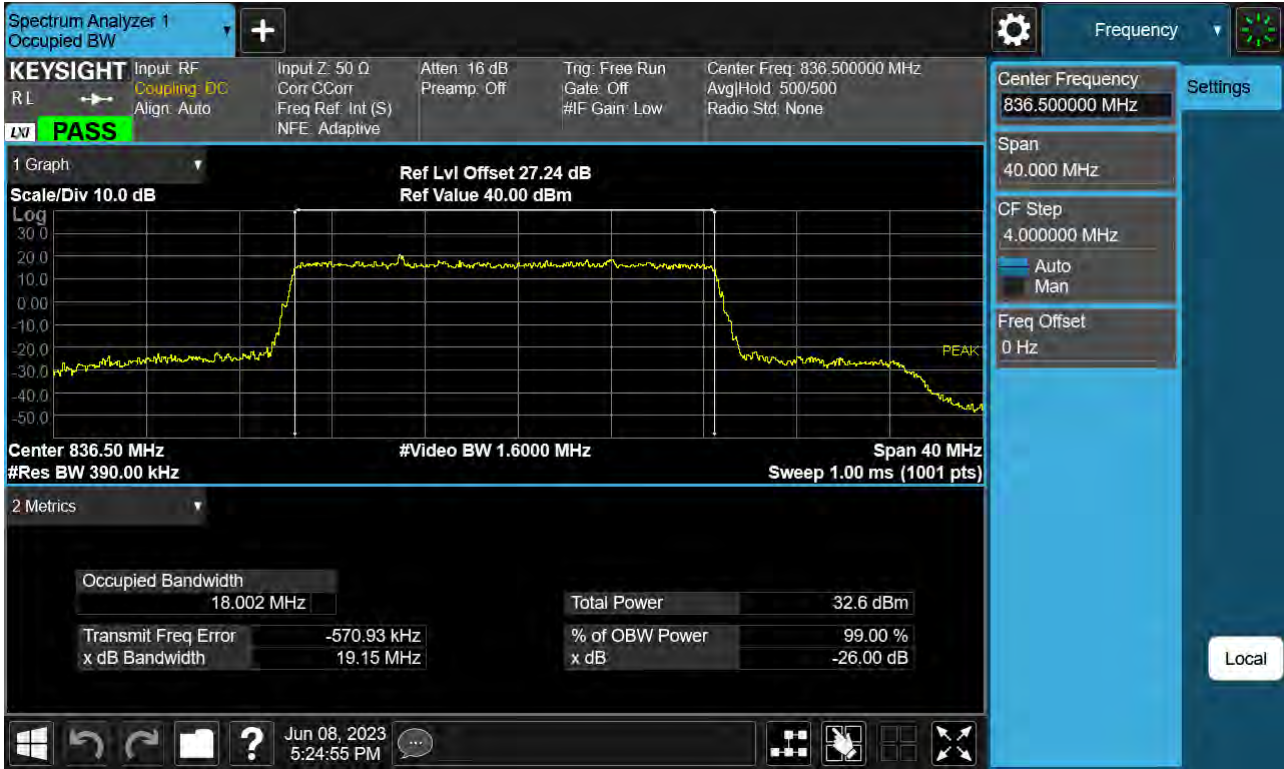 Spectrum Analyzer 1
Occupied BW
Frequency
KEYSIGHT
RL
LXI
PASS
Input: RF
Coupling: DC
Align: Auto
Input Z: 50 Ω
Corr CCorr
Freq Ref: Int (S)
NFE: Adaptive
Atten: 16 dB
Preamp: Off
Trig: Free Run
Gate: Off
#IF Gain: Low
Center Freq: 836.500000 MHz
Avg|Hold: 500/500
Radio Std: None
Center Frequency
836.500000 MHz
Settings
Span
40.000 MHz
CF Step
4.000000 MHz
Auto
Man
Freq Offset
0 Hz
Local
1 Graph
Scale/Div 10.0 dB
Ref Lvl Offset 27.24 dB
Ref Value 40.00 dBm
Log
30.0
20.0
10.0
0.00
-10.0
-20.0
-30.0
-40.0
-50.0
PEAK
Center 836.50 MHz
#Video BW 1.6000 MHz
Span 40 MHz
#Res BW 390.00 kHz
Sweep 1.00 ms (1001 pts)
2 Metrics
Occupied Bandwidth
18.002 MHz
Total Power 32.6 dBm
Transmit Freq Error -570.93 kHz
% of OBW Power 99.00 %
x dB Bandwidth 19.15 MHz
x dB -26.00 dB
?
Jun 08, 2023
5:24:55 PM